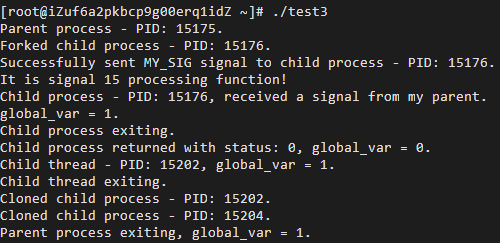 [root@iZuf6a2pkbcp9g00erq1idZ ~]# ./test3
Parent process - PID: 15175.
Forked child process - PID: 15176.
Successfully sent MY_SIG signal to child process - PID: 15176.
It is signal 15 processing function!
Child process - PID: 15176, received a signal from my parent.
global_var = 1.
Child process exiting.
Child process returned with status: 0, global_var = 0.
Child thread - PID: 15202, global_var = 1.
Child thread exiting.
Cloned child process - PID: 15202.
Cloned child process - PID: 15204.
Parent process exiting, global_var = 1.